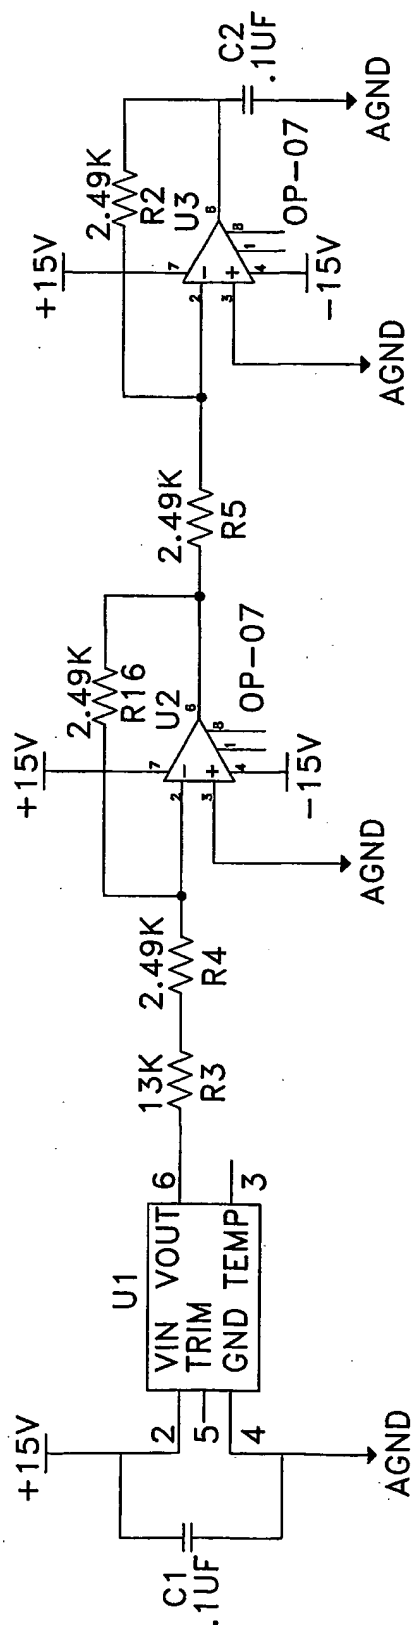 +15V
C1
.1UF
AGND
U1
2
5
4
VIN VOUT
TRIM
GND TEMP
6
3
13K
R3
2.49K
R4
2.49K
R16
+15V
U2
7
2
3
6
8
1
4
OP-07
-15V
AGND
2.49K
R5
2.49K
R2
+15V
U3
7
2
3
6
8
1
4
OP-07
-15V
AGND
C2
.1UF
AGND